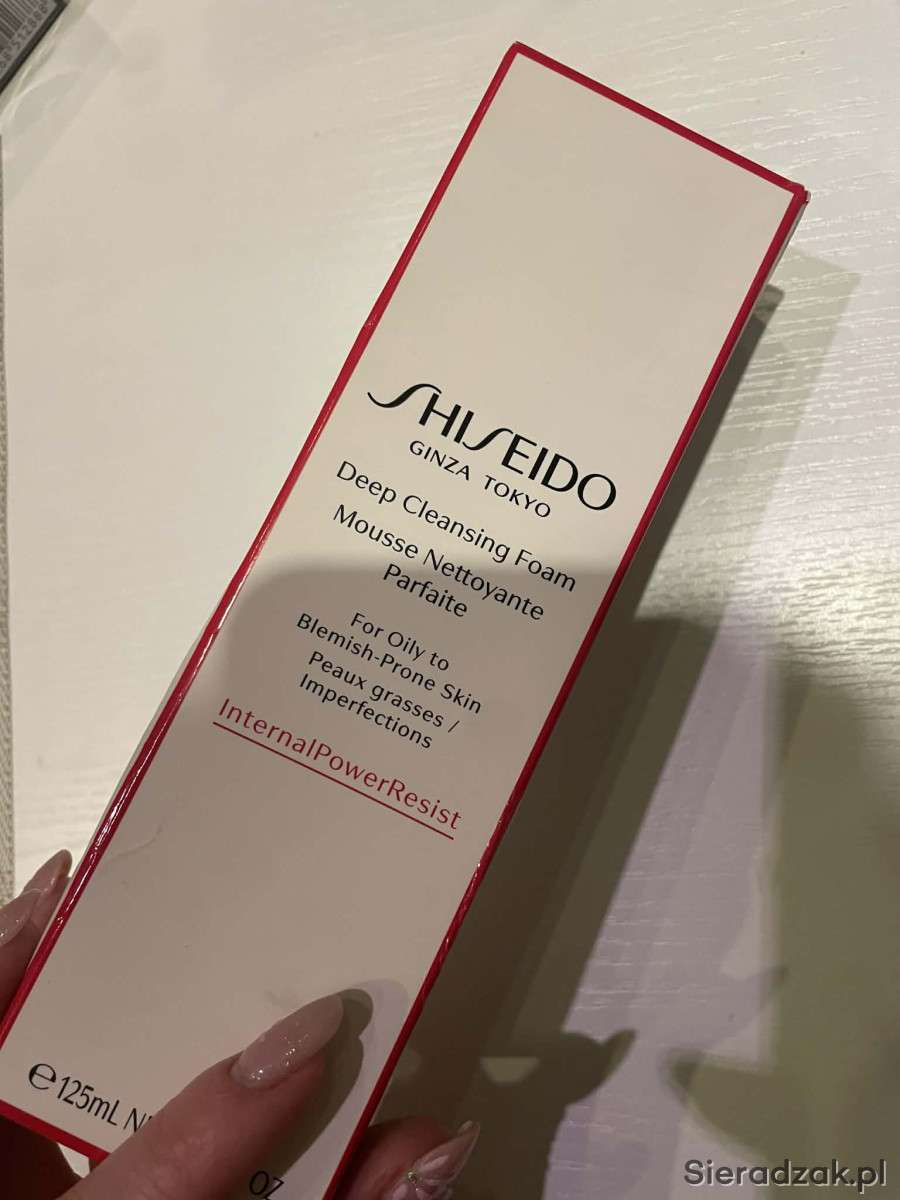 SHISEIDO
GINZA TOKYO
Deep Cleansing Foam
Mousse Nettoyante
Parfaite
For Oily to
Blemish-Prone Skin
Peaux grasses /
Imperfections
InternalPowerResist
℮125mL
OZ
Sieradzak.pl